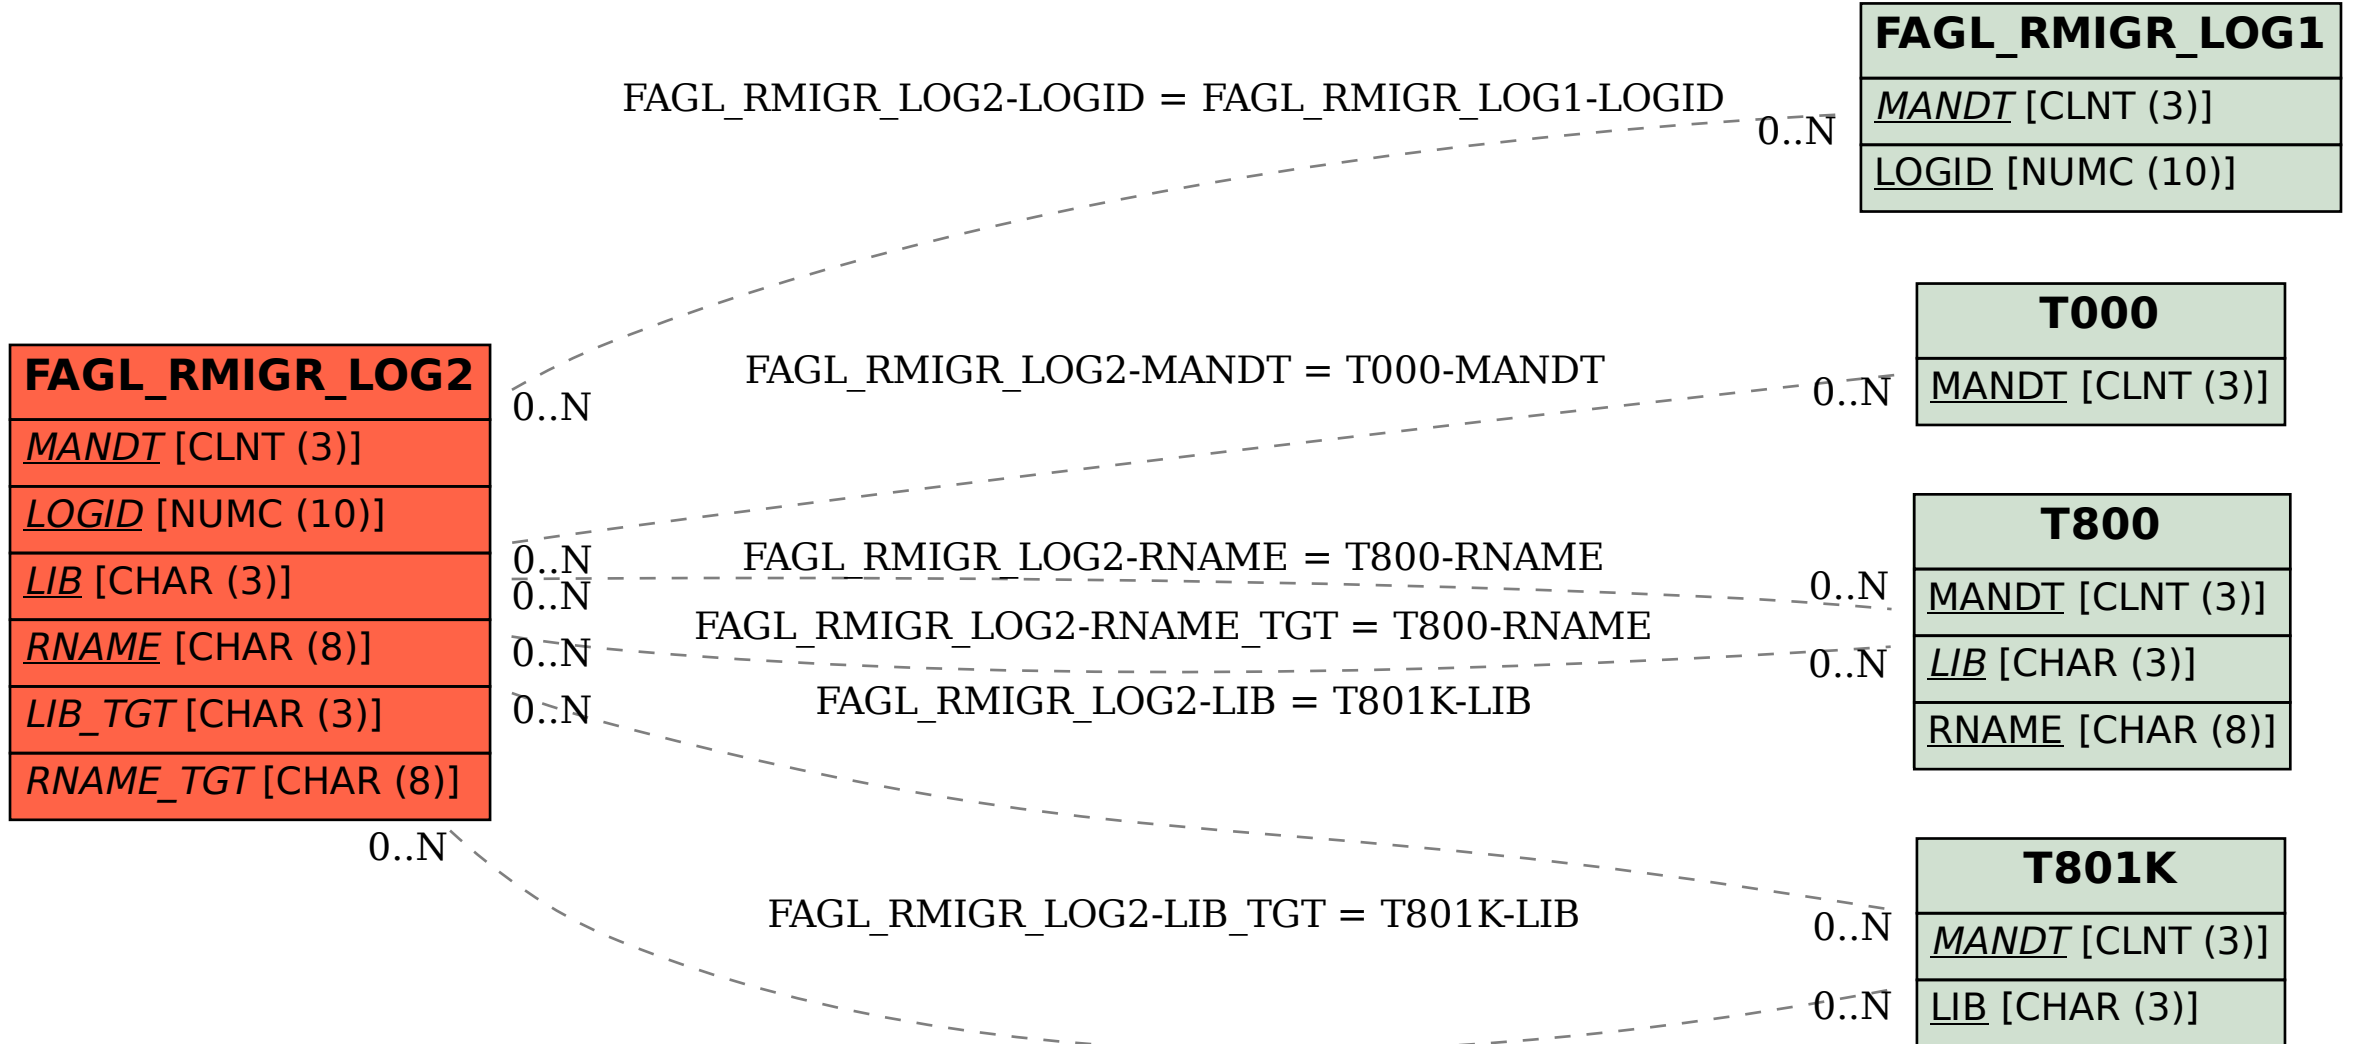 FAGL_RMIGR_LOG1
MANDT [CLNT (3)]
LOGID [NUMC (10)]
FAGL_RMIGR_LOG2-LOGID = FAGL_RMIGR_LOG1-LOGID
0..N
0..N
T000
MANDT [CLNT (3)]
FAGL_RMIGR_LOG2-MANDT = T000-MANDT
0..N
0..N
FAGL_RMIGR_LOG2
MANDT [CLNT (3)]
LOGID [NUMC (10)]
LIB [CHAR (3)]
RNAME [CHAR (8)]
LIB_TGT [CHAR (3)]
RNAME_TGT [CHAR (8)]
T800
MANDT [CLNT (3)]
LIB [CHAR (3)]
RNAME [CHAR (8)]
FAGL_RMIGR_LOG2-RNAME = T800-RNAME
0..N
0..N
FAGL_RMIGR_LOG2-RNAME_TGT = T800-RNAME
0..N
0..N
FAGL_RMIGR_LOG2-LIB = T801K-LIB
0..N
0..N
T801K
MANDT [CLNT (3)]
LIB [CHAR (3)]
FAGL_RMIGR_LOG2-LIB_TGT = T801K-LIB
0..N
0..N